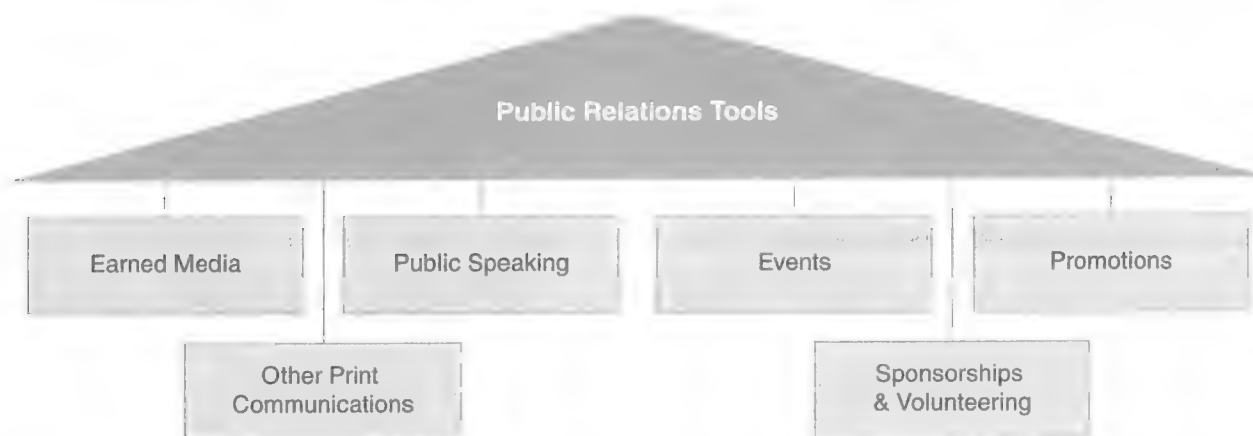 Public Relations Tools
Earned Media
Public Speaking
Events
Promotions
Other Print
Communications
Sponsorships
& Volunteering